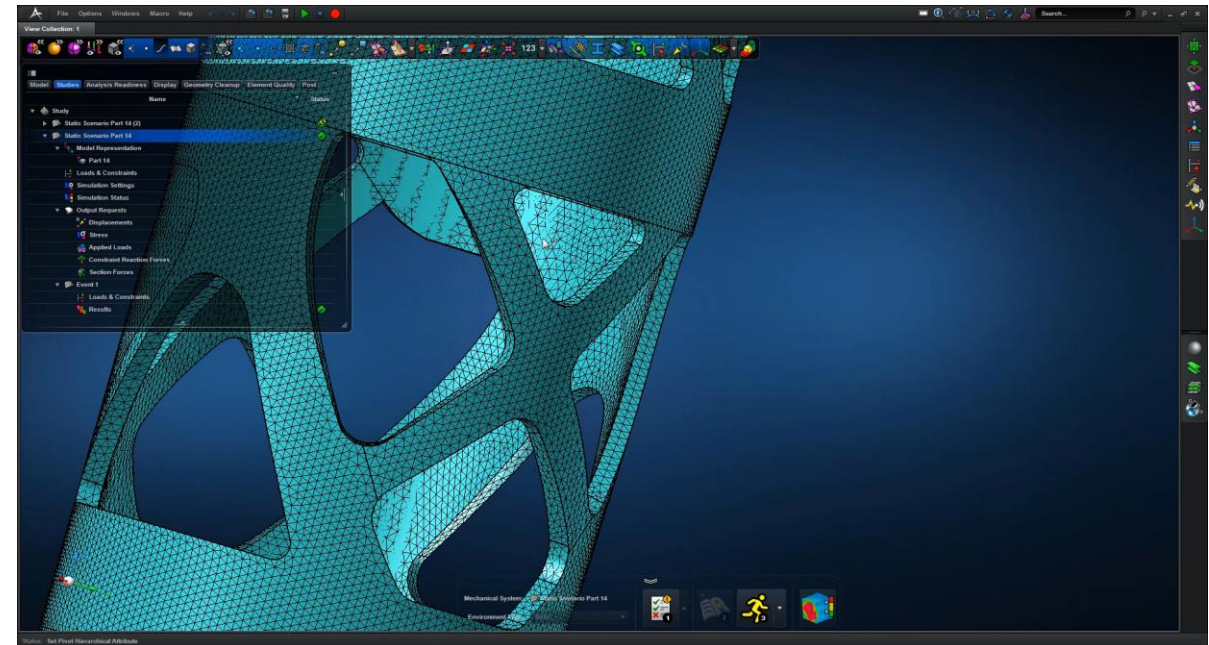 File Options Windows Macro Help
Search...
View Collection: 1
123
Model Studies Analysis Readiness Display Geometry Cleanup Element Quality Post
Name Status
Study
Static Scenario Part 14 (2)
Static Scenario Part 14
Model Representation
Part 14
Loads & Constraints
Simulation Settings
Simulation Status
Output Requests
Displacements
Stress
Applied Loads
Constraint Reaction Forces
Section Forces
Event 1
Loads & Constraints
Results
Mechanical System: Static Scenario Part 14
1 2 3
Status: Set Pivot Hierarchical Attribute